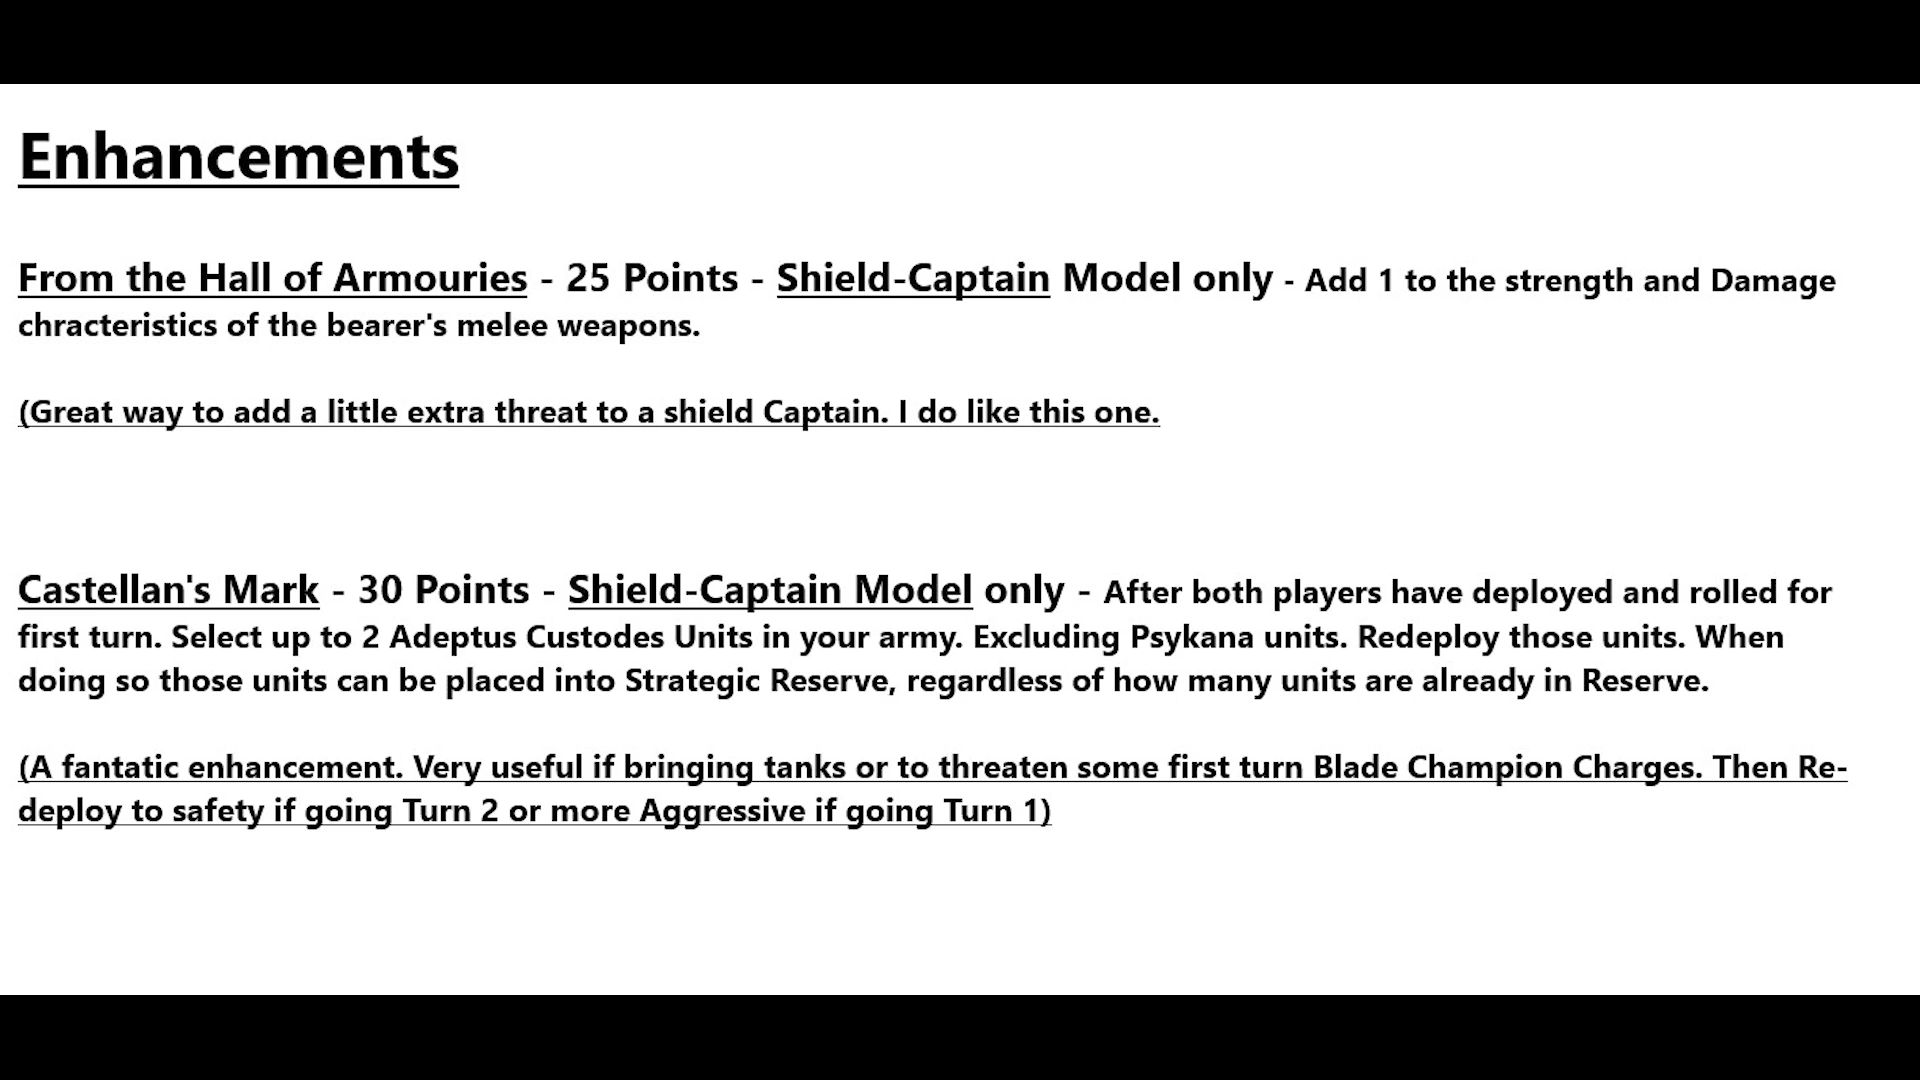 Enhancements
From the Hall of Armouries - 25 Points - Shield-Captain Model only - Add 1 to the strength and Damage
chracteristics of the bearer's melee weapons.
(Great way to add a little extra threat to a shield Captain. I do like this one.
Castellan's Mark - 30 Points - Shield-Captain Model only - After both players have deployed and rolled for
first turn. Select up to 2 Adeptus Custodes Units in your army. Excluding Psykana units. Redeploy those units. When
doing so those units can be placed into Strategic Reserve, regardless of how many units are already in Reserve.
(A fantatic enhancement. Very useful if bringing tanks or to threaten some first turn Blade Champion Charges. Then Re-
deploy to safety if going Turn 2 or more Aggressive if going Turn 1)